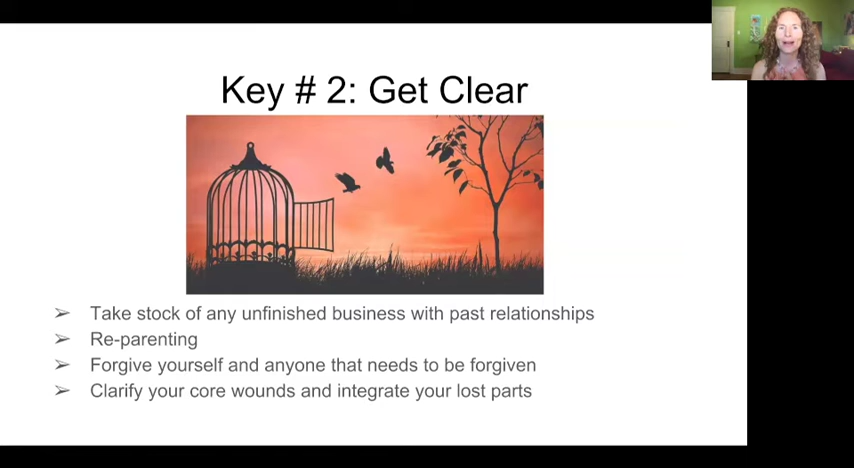 Key # 2: Get Clear
➢ Take stock of any unfinished business with past relationships
➢ Re-parenting
➢ Forgive yourself and anyone that needs to be forgiven
➢ Clarify your core wounds and integrate your lost parts